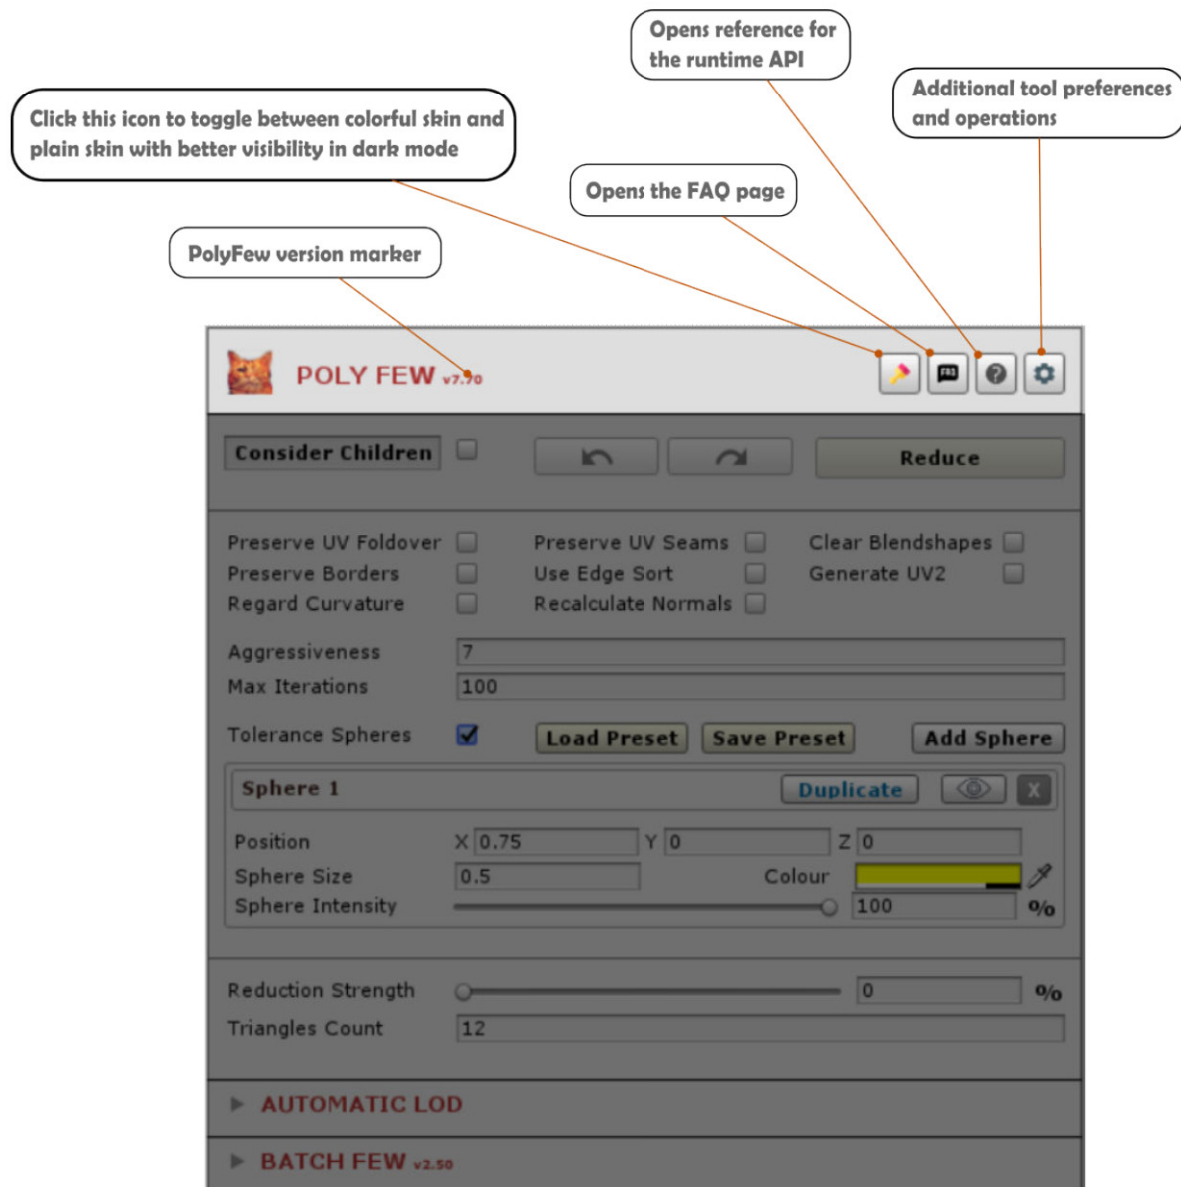 Opens reference for
the runtime API
Additional tool preferences
and operations
Click this icon to toggle between colorful skin and
plain skin with better visibility in dark mode
Opens the FAQ page
PolyFew version marker
POLY FEW v7.70
FAQ ?
Consider Children Reduce
Preserve UV Foldover Preserve UV Seams Clear Blendshapes
Preserve Borders Use Edge Sort Generate UV2
Regard Curvature Recalculate Normals
Aggressiveness 7
Max Iterations 100
Tolerance Spheres Load Preset Save Preset Add Sphere
Sphere 1 Duplicate X
Position X 0.75 Y 0 Z 0
Sphere Size 0.5 Colour
Sphere Intensity 100 %
Reduction Strength 0 %
Triangles Count 12
AUTOMATIC LOD
BATCH FEW v2.50